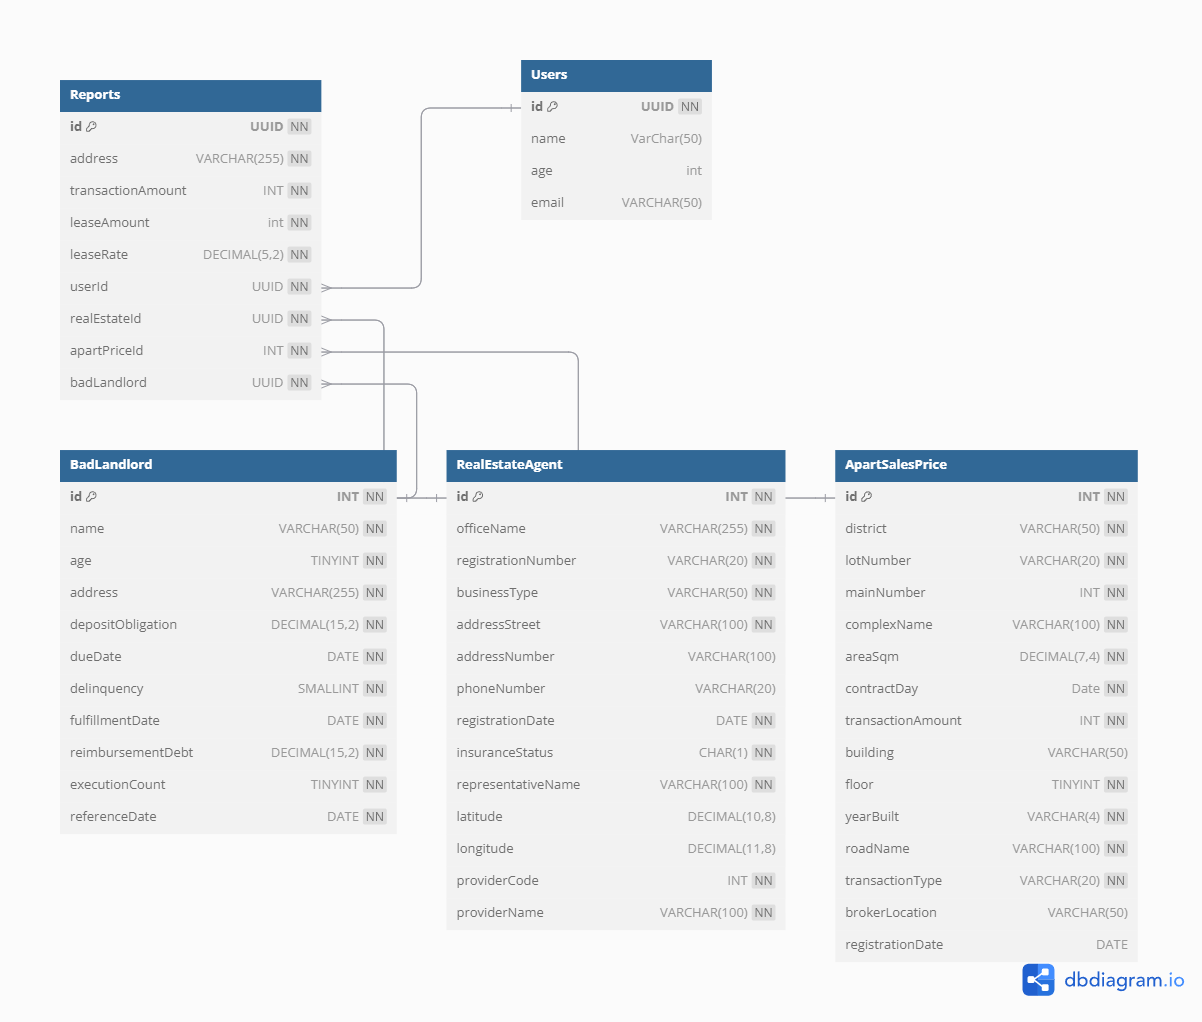 Users
id UUID NN
name VarChar(50)
age int
email VARCHAR(50)
Reports
id UUID NN
address VARCHAR(255) NN
transactionAmount INT NN
leaseAmount int NN
leaseRate DECIMAL(5,2) NN
userId UUID NN
realEstateId UUID NN
apartPriceId INT NN
badLandlord UUID NN
BadLandlord
id INT NN
name VARCHAR(50) NN
age TINYINT NN
address VARCHAR(255) NN
depositObligation DECIMAL(15,2) NN
dueDate DATE NN
delinquency SMALLINT NN
fulfillmentDate DATE NN
reimbursementDebt DECIMAL(15,2) NN
executionCount TINYINT NN
referenceDate DATE NN
RealEstateAgent
id INT NN
officeName VARCHAR(255) NN
registrationNumber VARCHAR(20) NN
businessType VARCHAR(50) NN
addressStreet VARCHAR(100) NN
addressNumber VARCHAR(100)
phoneNumber VARCHAR(20)
registrationDate DATE NN
insuranceStatus CHAR(1) NN
representativeName VARCHAR(100) NN
latitude DECIMAL(10,8)
longitude DECIMAL(11,8)
providerCode INT NN
providerName VARCHAR(100) NN
ApartSalesPrice
id INT NN
district VARCHAR(50) NN
lotNumber VARCHAR(20) NN
mainNumber INT NN
complexName VARCHAR(100) NN
areaSqm DECIMAL(7,4) NN
contractDay Date NN
transactionAmount INT NN
building VARCHAR(50)
floor TINYINT NN
yearBuilt VARCHAR(4) NN
roadName VARCHAR(100) NN
transactionType VARCHAR(20) NN
brokerLocation VARCHAR(50)
registrationDate DATE
dbdiagram.io